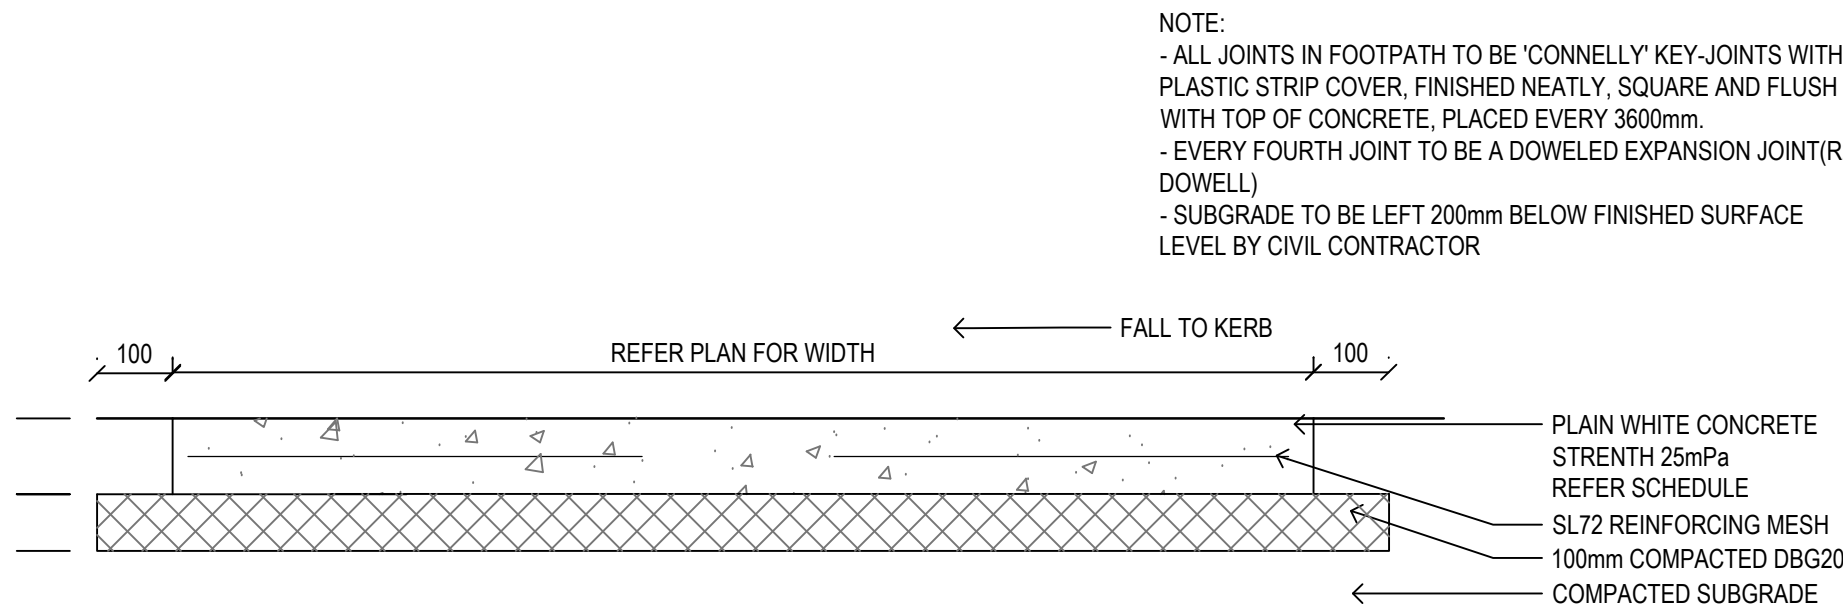 NOTE:
- ALL JOINTS IN FOOTPATH TO BE 'CONNELLY' KEY-JOINTS WITH
PLASTIC STRIP COVER, FINISHED NEATLY, SQUARE AND FLUSH
WITH TOP OF CONCRETE, PLACED EVERY 3600mm.
- EVERY FOURTH JOINT TO BE A DOWELED EXPANSION JOINT(R
DOWELL)
- SUBGRADE TO BE LEFT 200mm BELOW FINISHED SURFACE
LEVEL BY CIVIL CONTRACTOR
FALL TO KERB
100
REFER PLAN FOR WIDTH
100
PLAIN WHITE CONCRETE
STRENTH 25mPa
REFER SCHEDULE
SL72 REINFORCING MESH
100mm COMPACTED DBG20
COMPACTED SUBGRADE